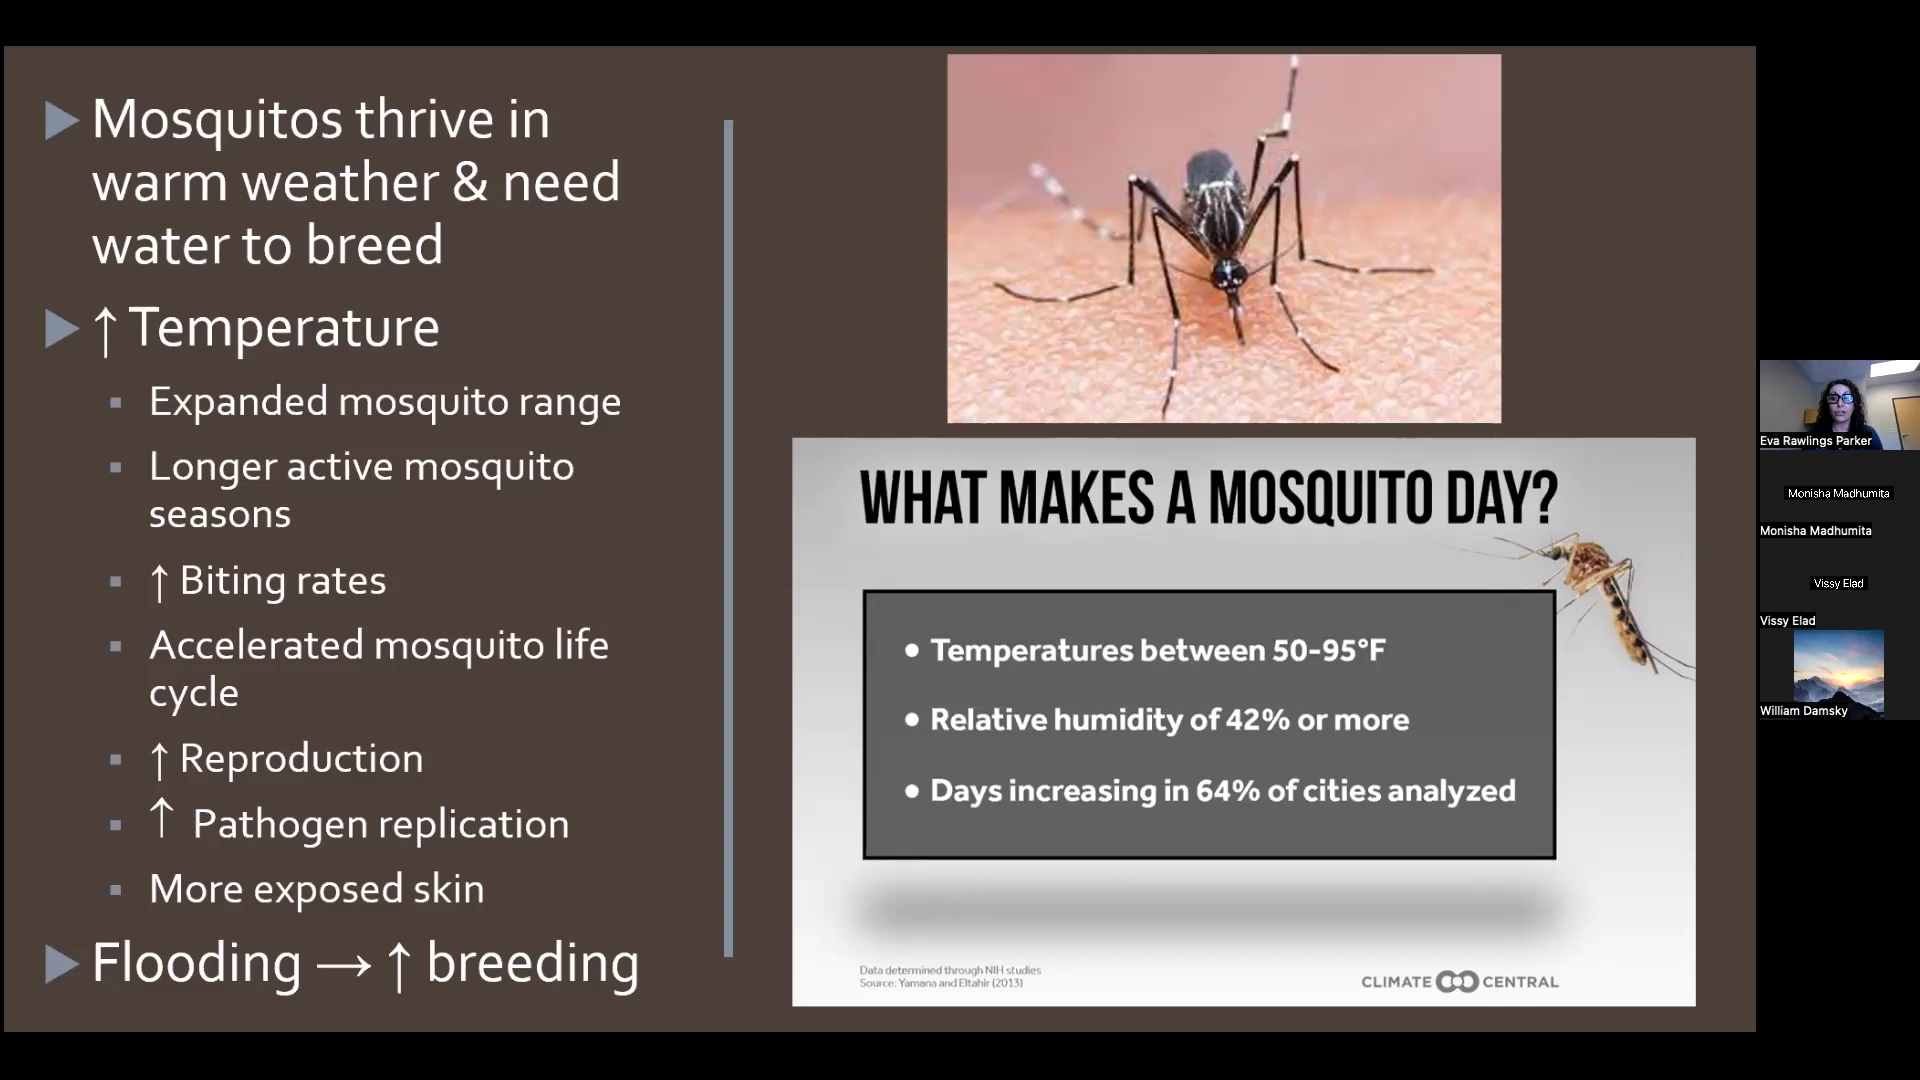 Mosquitos thrive in
warm weather & need
water to breed
↑ Temperature
Expanded mosquito range
Longer active mosquito
seasons
↑ Biting rates
Accelerated mosquito life
cycle
↑ Reproduction
↑ Pathogen replication
More exposed skin
Flooding → ↑ breeding
WHAT MAKES A MOSQUITO DAY?
• Temperatures between 50-95°F
• Relative humidity of 42% or more
• Days increasing in 64% of cities analyzed
Data determined through NIH studies
Source: Yamana and Eltahir (2013)
CLIMATE CENTRAL
Eva Rawlings Parker
Monisha Madhumita
Monisha Madhumita
Vissy Elad
Vissy Elad
William Damsky